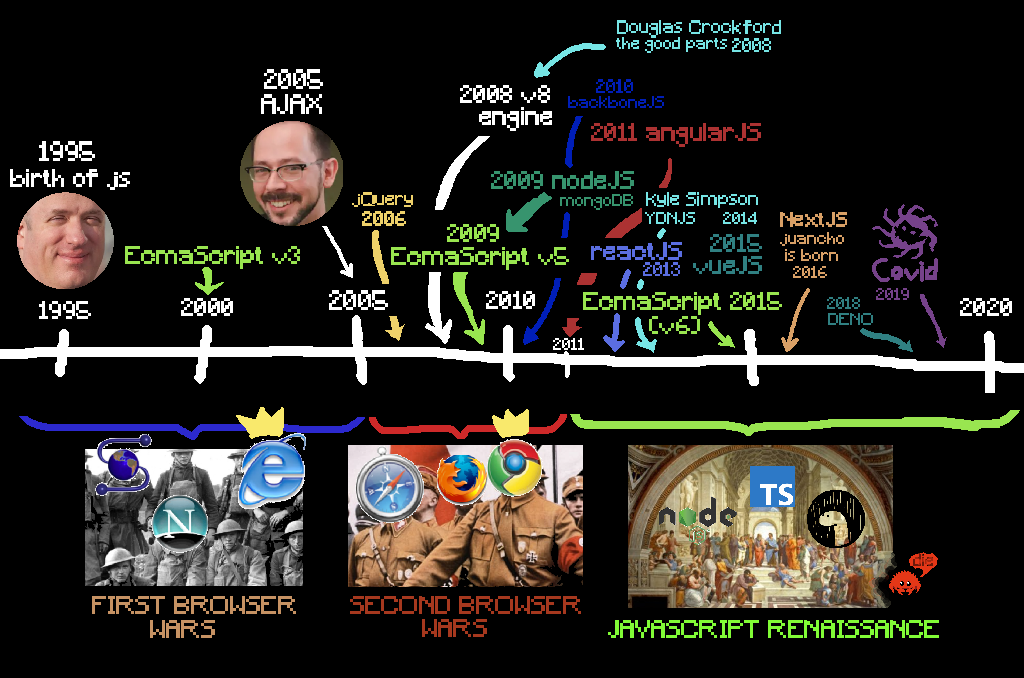 Douglas Crockford
the good parts 2008
2005
AJAX
2008 v8
engine
2010
backboneJS
2011 angularJS
1995
birth of js
2009 nodeJS
mongoDB
jQuery
2006
Kyle Simpson
YDNJS 2014
NextJS
juancho
is born
2016
EcmaScript v3
2009
EcmaScript v5
reactJS
2013
2015
vueJS
Covid
2019
EcmaScript 2015
(v6)
2018
DENO
1995
2000
2005
2010
2011
2020
N
e
TS
node
JS
die
FIRST BROWSER
WARS
SECOND BROWSER
WARS
JAVASCRIPT RENAISSANCE